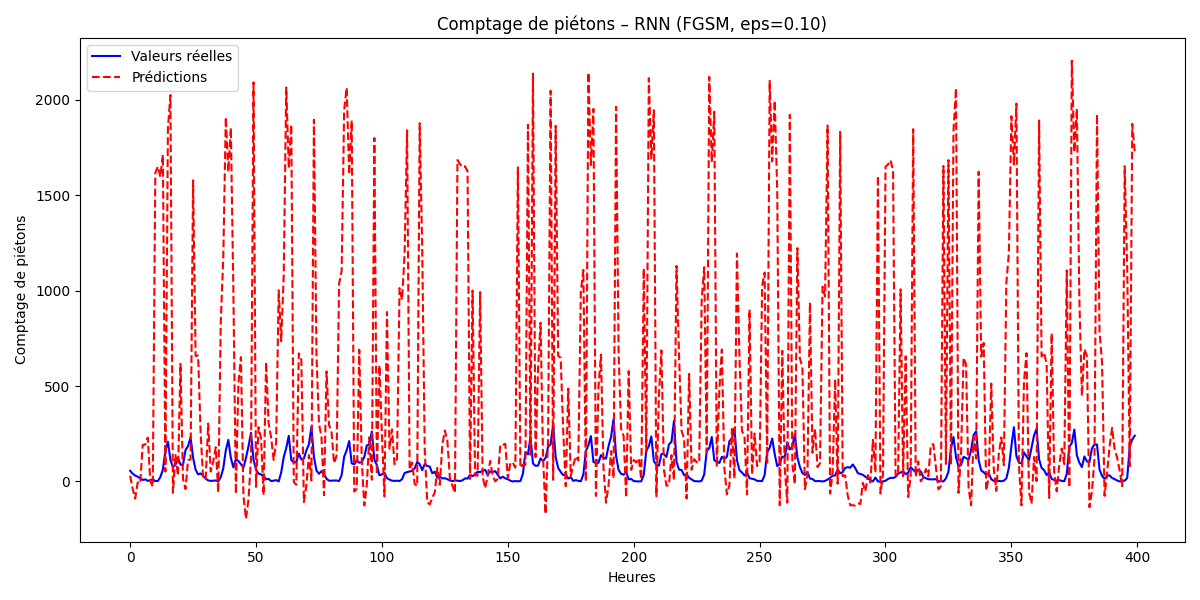 Comptage de piétons – RNN (FGSM, eps=0.10)
Valeurs réelles
Prédictions
Comptage de piétons
2000
1500
1000
500
0
0 50 100 150 200 250 300 350 400
Heures